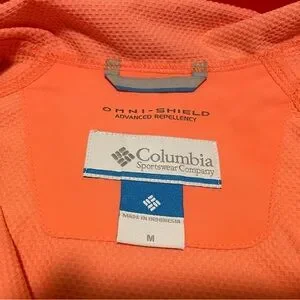 OMNI-SHIELD
ADVANCED REPELLENCY
Columbia
Sportswear Company
MADE IN INDONESIA
M